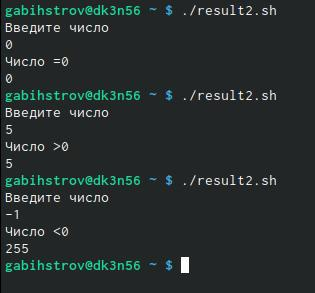 gabihstrov@dk3n56 ~ $ ./result2.sh
Введите число
0
Число =0
0
gabihstrov@dk3n56 ~ $ ./result2.sh
Введите число
5
Число >0
5
gabihstrov@dk3n56 ~ $ ./result2.sh
Введите число
-1
Число <0
255
gabihstrov@dk3n56 ~ $